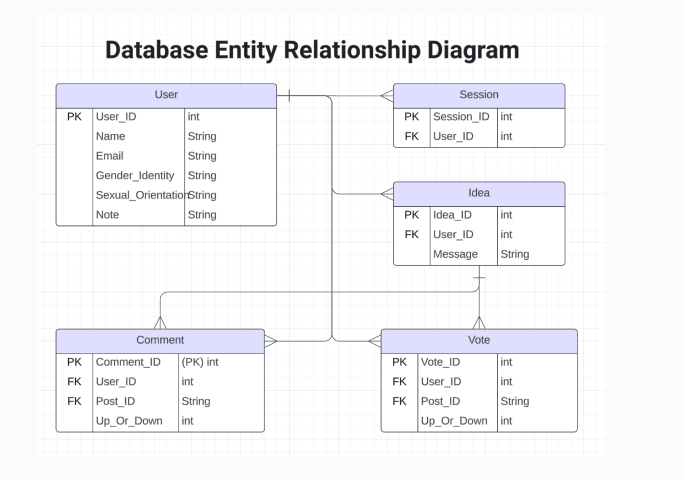 Database Entity Relationship Diagram
User
PK User_ID int
Name String
Email String
Gender_Identity String
Sexual_Orientation String
Note String
Session
PK Session_ID int
FK User_ID int
Idea
PK Idea_ID int
FK User_ID int
Message String
Comment
PK Comment_ID (PK) int
FK User_ID int
FK Post_ID String
Up_Or_Down int
Vote
PK Vote_ID int
FK User_ID int
FK Post_ID String
Up_Or_Down int